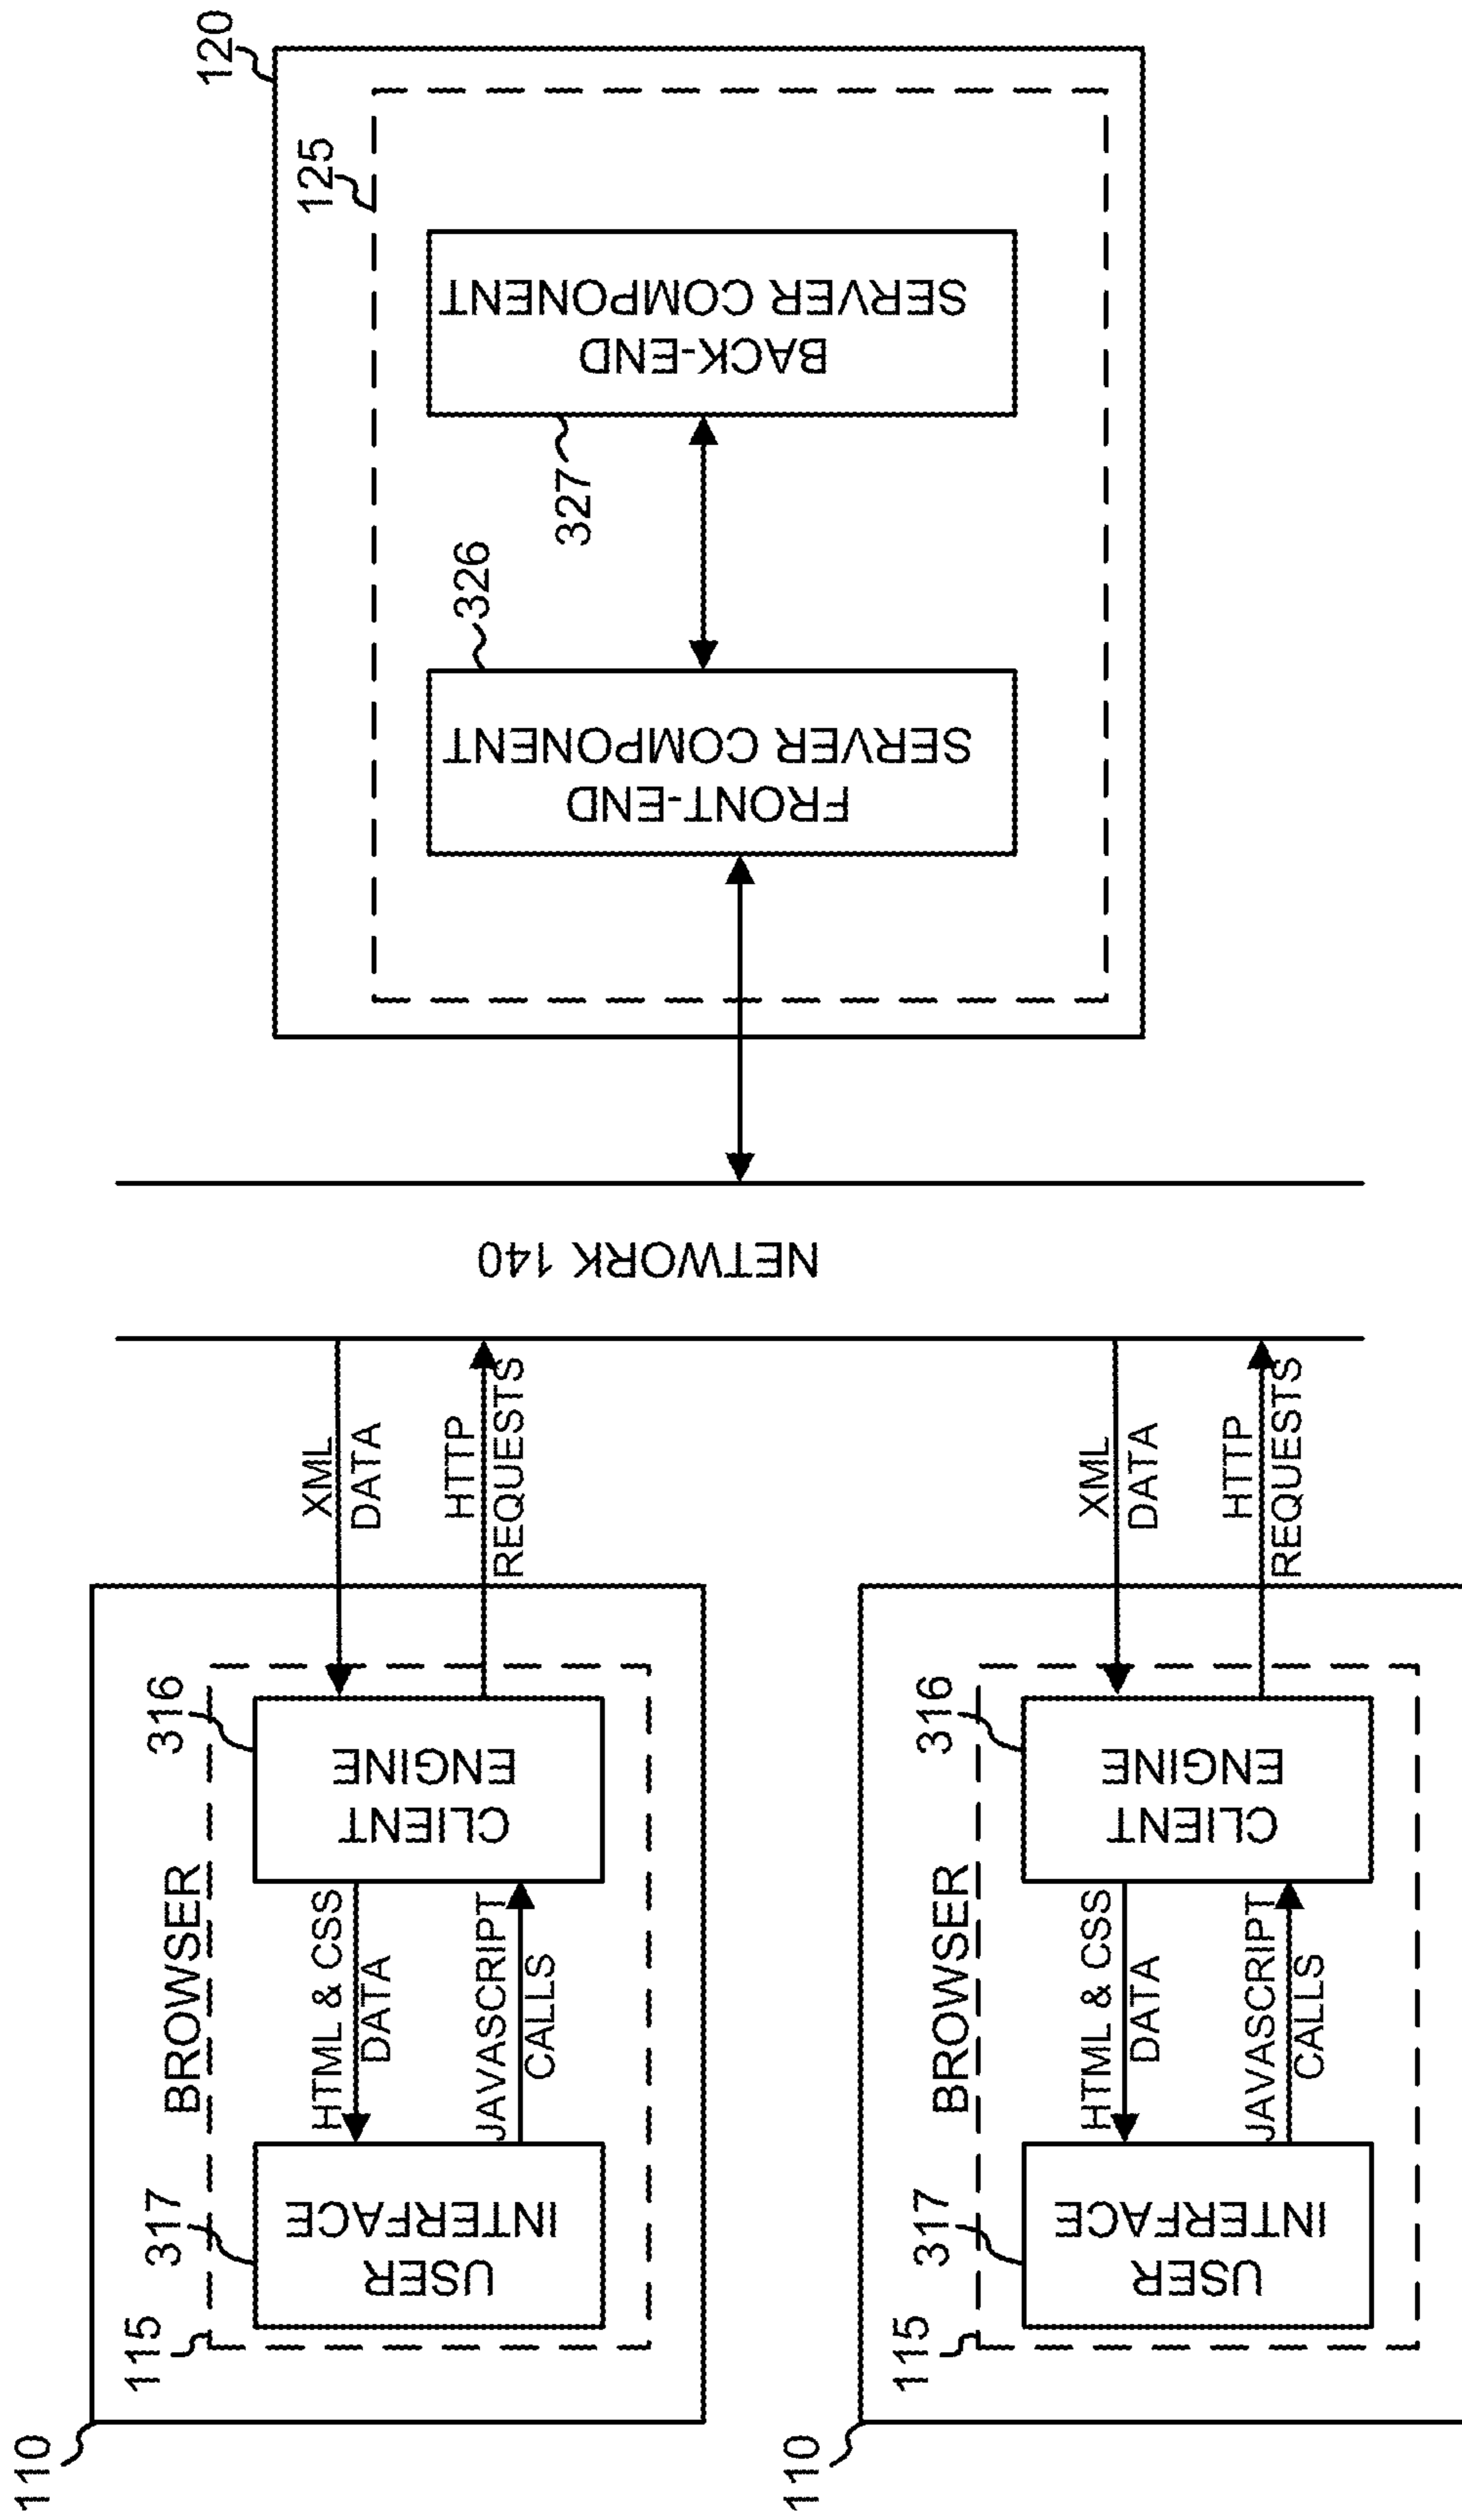 110
115
BROWSER
317
USER
INTERFACE
HTML & CSS
DATA
JAVASCRIPT
CALLS
316
CLIENT
ENGINE
XML
DATA
HTTP
REQUESTS
110
115
BROWSER
317
USER
INTERFACE
HTML & CSS
DATA
JAVASCRIPT
CALLS
316
CLIENT
ENGINE
XML
DATA
HTTP
REQUESTS
NETWORK 140
120
125
326
FRONT-END
SERVER COMPONENT
327
BACK-END
SERVER COMPONENT